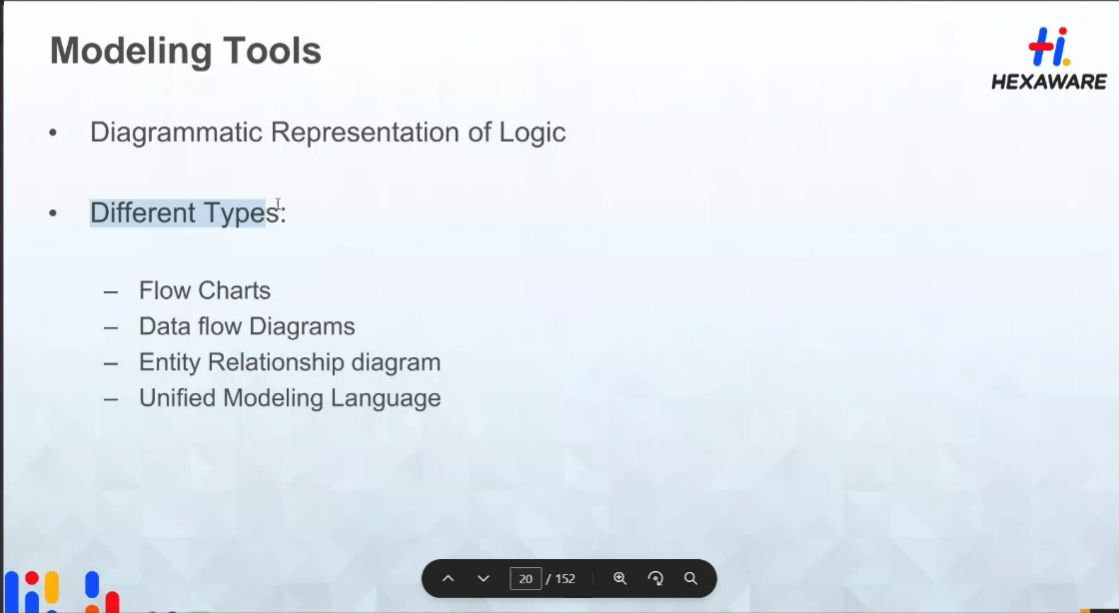 Modeling Tools
HEXAWARE
• Diagrammatic Representation of Logic
• Different Types:
– Flow Charts
– Data flow Diagrams
– Entity Relationship diagram
– Unified Modeling Language
20 / 152